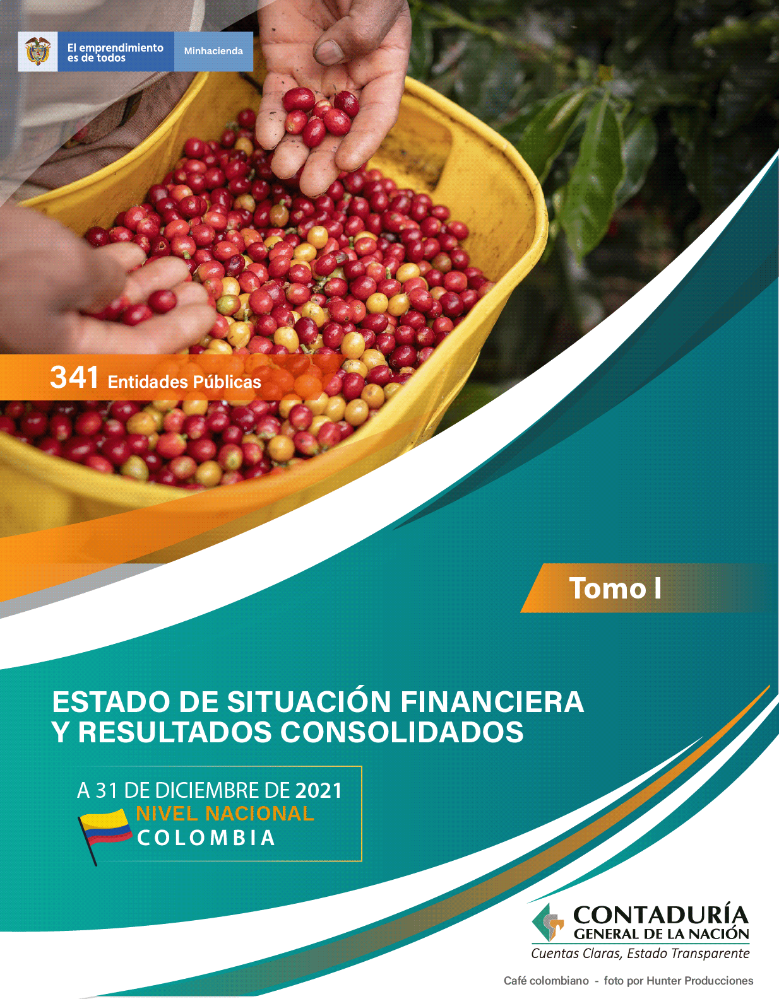 El emprendimiento
es de todos
Minhacienda
341 Entidades Públicas
Tomo I
ESTADO DE SITUACIÓN FINANCIERA
Y RESULTADOS CONSOLIDADOS
A 31 DE DICIEMBRE DE 2021
NIVEL NACIONAL
COLOMBIA
CONTADURÍA
GENERAL DE LA NACIÓN
Cuentas Claras, Estado Transparente
Café colombiano - foto por Hunter Producciones